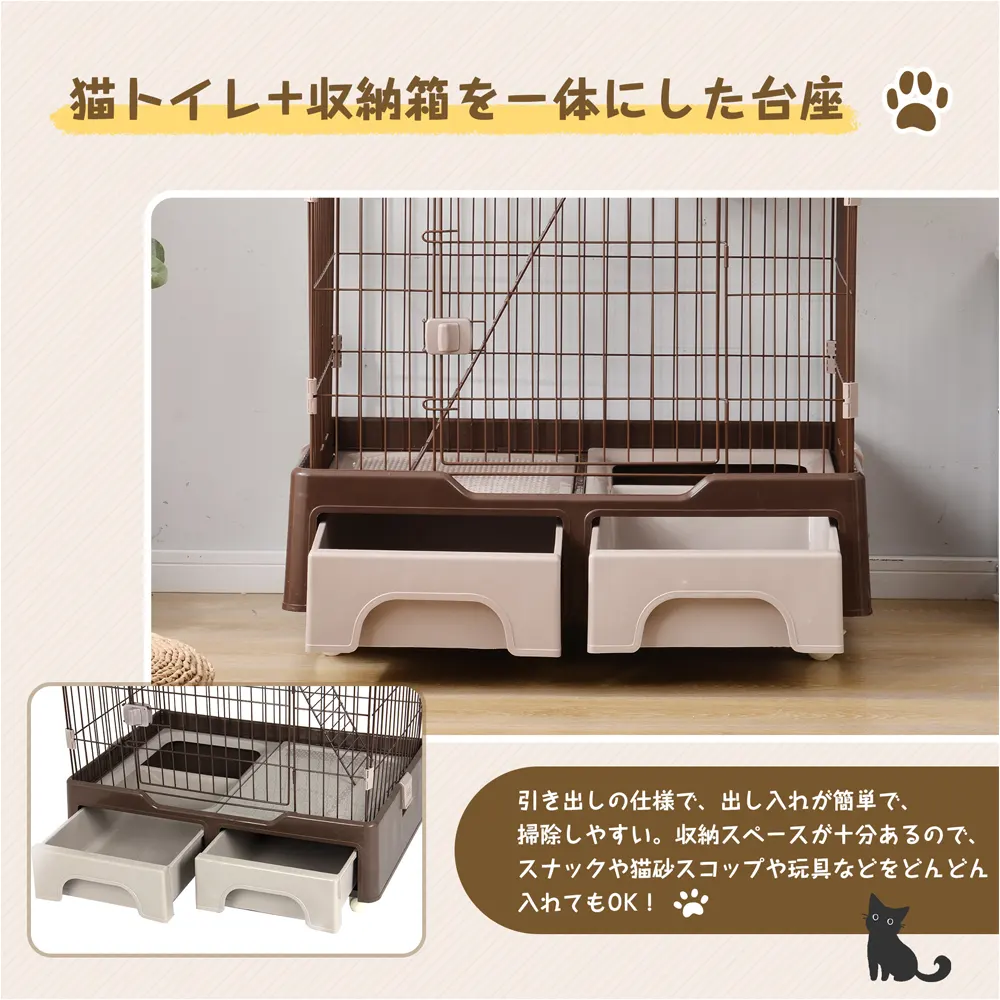 猫トイレ+収納箱を一体にした台座
引き出しの仕様で、出し入れが簡単で、
掃除しやすい。収納スペースが十分あるので、
スナックや猫砂スコップや玩具などをどんどん
入れてもOK！